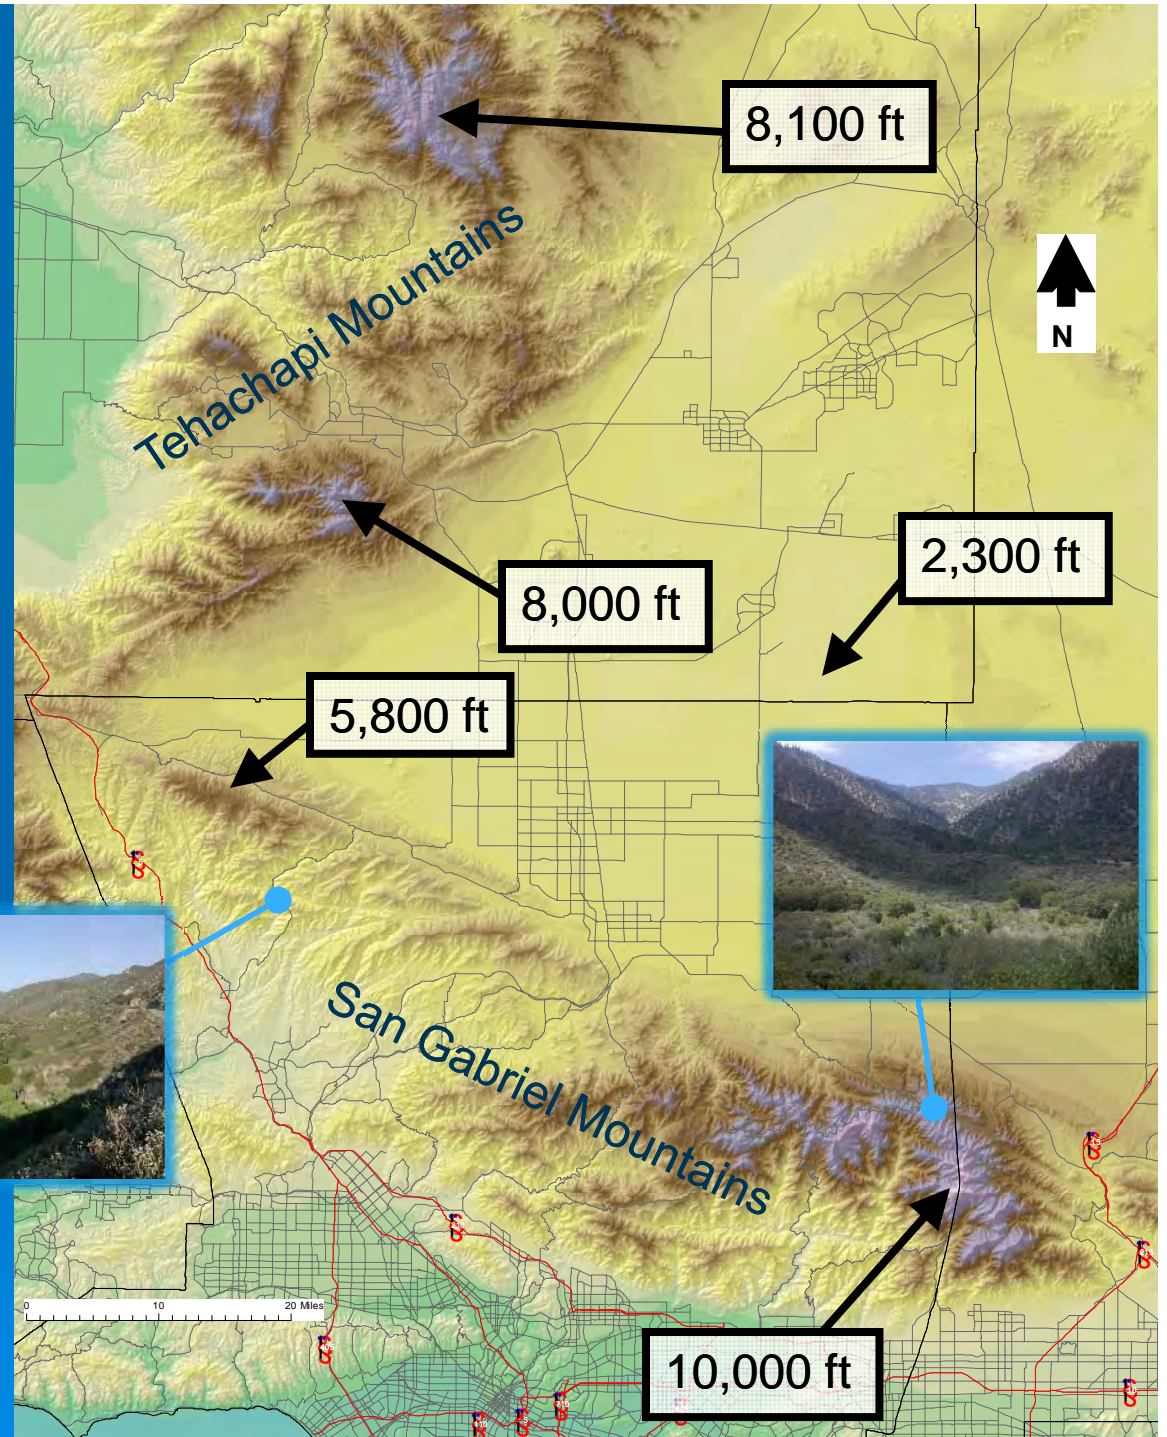 8,100 ft
Tehachapi Mountains
N
2,300 ft
8,000 ft
5,800 ft
San Gabriel Mountains
0 10 20 Miles
10,000 ft